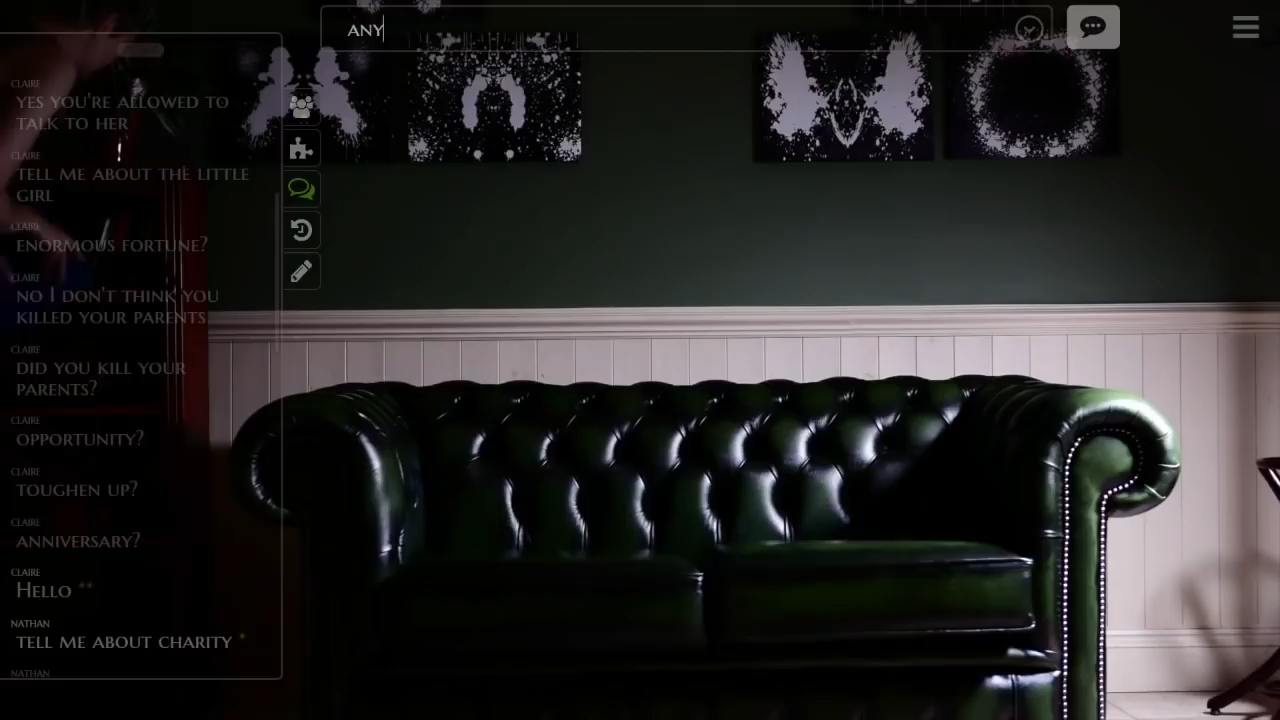 ANY
CLAIRE
YES YOU'RE ALLOWED TO
TALK TO HER
CLAIRE
TELL ME ABOUT THE LITTLE
GIRL
CLAIRE
ENORMOUS FORTUNE?
CLAIRE
NO I DON'T THINK YOU
KILLED YOUR PARENTS
CLAIRE
DID YOU KILL YOUR
PARENTS?
CLAIRE
OPPORTUNITY?
CLAIRE
TOUGHEN UP?
CLAIRE
ANNIVERSARY?
CLAIRE
HELLO **
NATHAN
TELL ME ABOUT CHARITY *
NATHAN